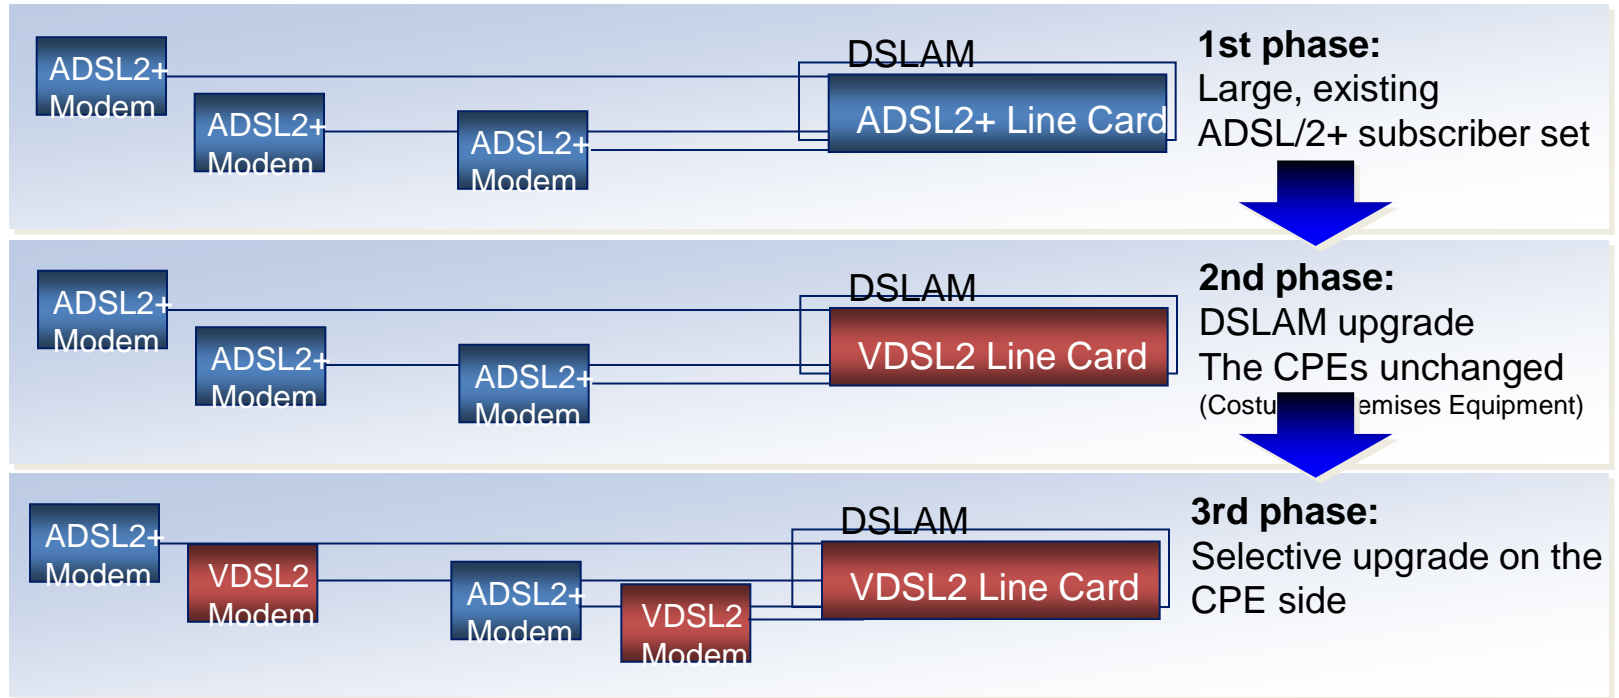 ADSL2+
Modem
ADSL2+
Modem
ADSL2+
Modem
DSLAM
ADSL2+ Line Card
1st phase:
Large, existing
ADSL/2+ subscriber set
ADSL2+
Modem
ADSL2+
Modem
ADSL2+
Modem
DSLAM
VDSL2 Line Card
2nd phase:
DSLAM upgrade
The CPEs unchanged
Equipment)
ADSL2+
Modem
VDSL2
Modem
ADSL2+
Modem
VDSL2
Modem
DSLAM
VDSL2 Line Card
3rd phase:
Selective upgrade on the
CPE side